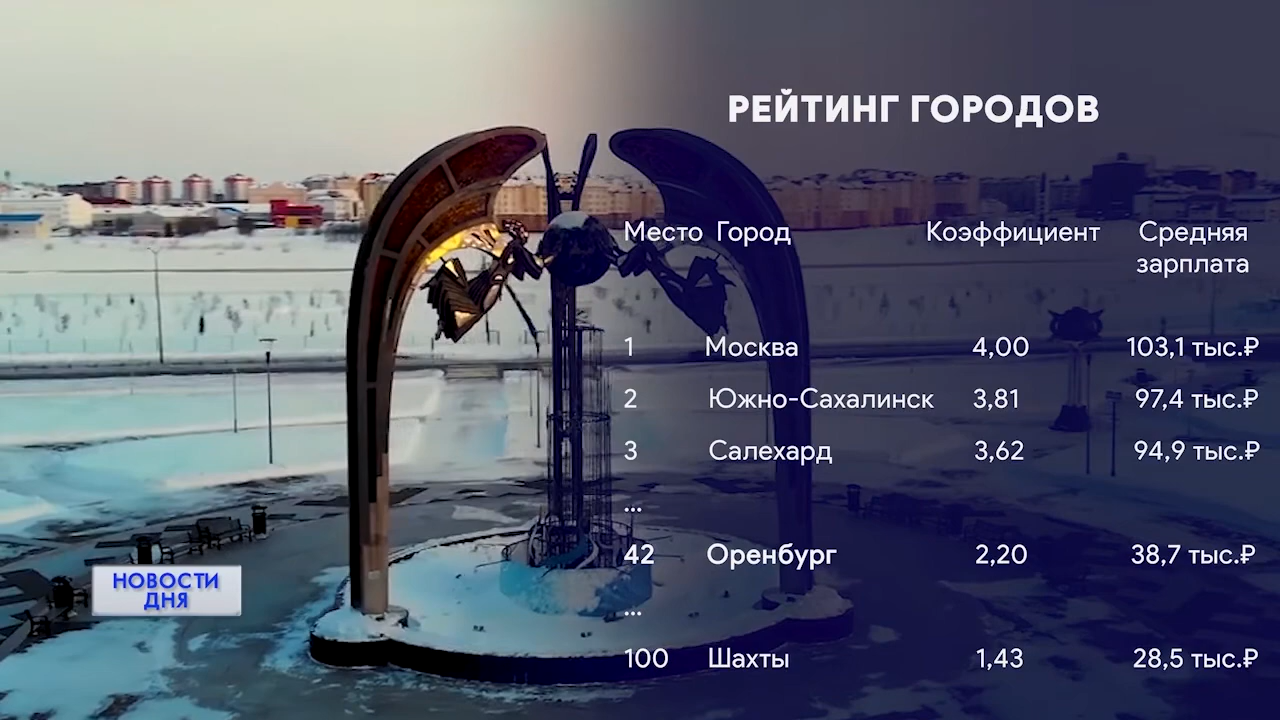 РЕЙТИНГ ГОРОДОВ
Место Город Коэффициент Средняя
зарплата
1 Москва 4,00 103,1 тыс.₽
2 Южно-Сахалинск 3,81 97,4 тыс.₽
3 Салехард 3,62 94,9 тыс.₽
...
42 Оренбург 2,20 38,7 тыс.₽
...
100 Шахты 1,43 28,5 тыс.₽
НОВОСТИ
ДНЯ